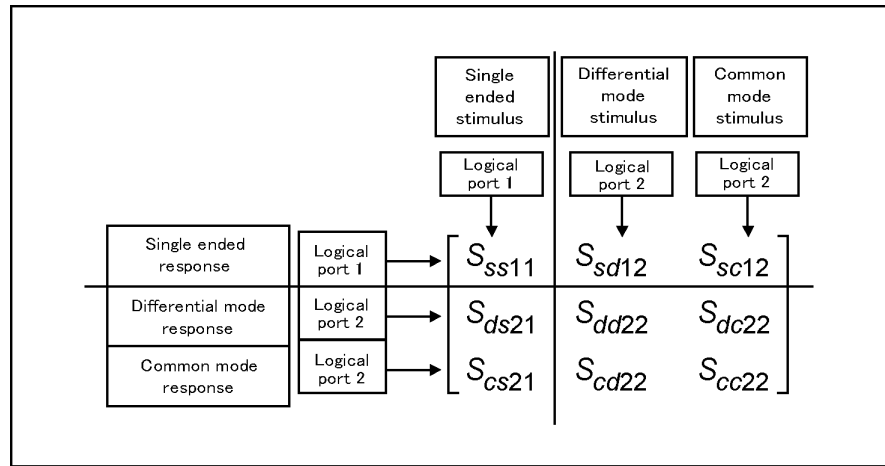 Single
ended
stimulus
Differential
mode
stimulus
Common
mode
stimulus
Logical
port 1
Logical
port 2
Logical
port 2
Single ended
response
Logical
port 1
Sss11 Ssd12 Ssc12
Differential mode
response
Logical
port 2
Sds21 Sdd22 Sdc22
Common mode
response
Logical
port 2
Scs21 Scd22 Scc22